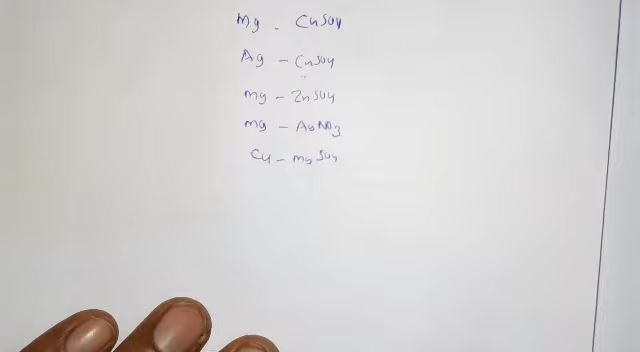 Mg - CuSO4
Ag - CuSO4
Mg - ZnSO4
Mg - AgNO3
Cu - MgSO4